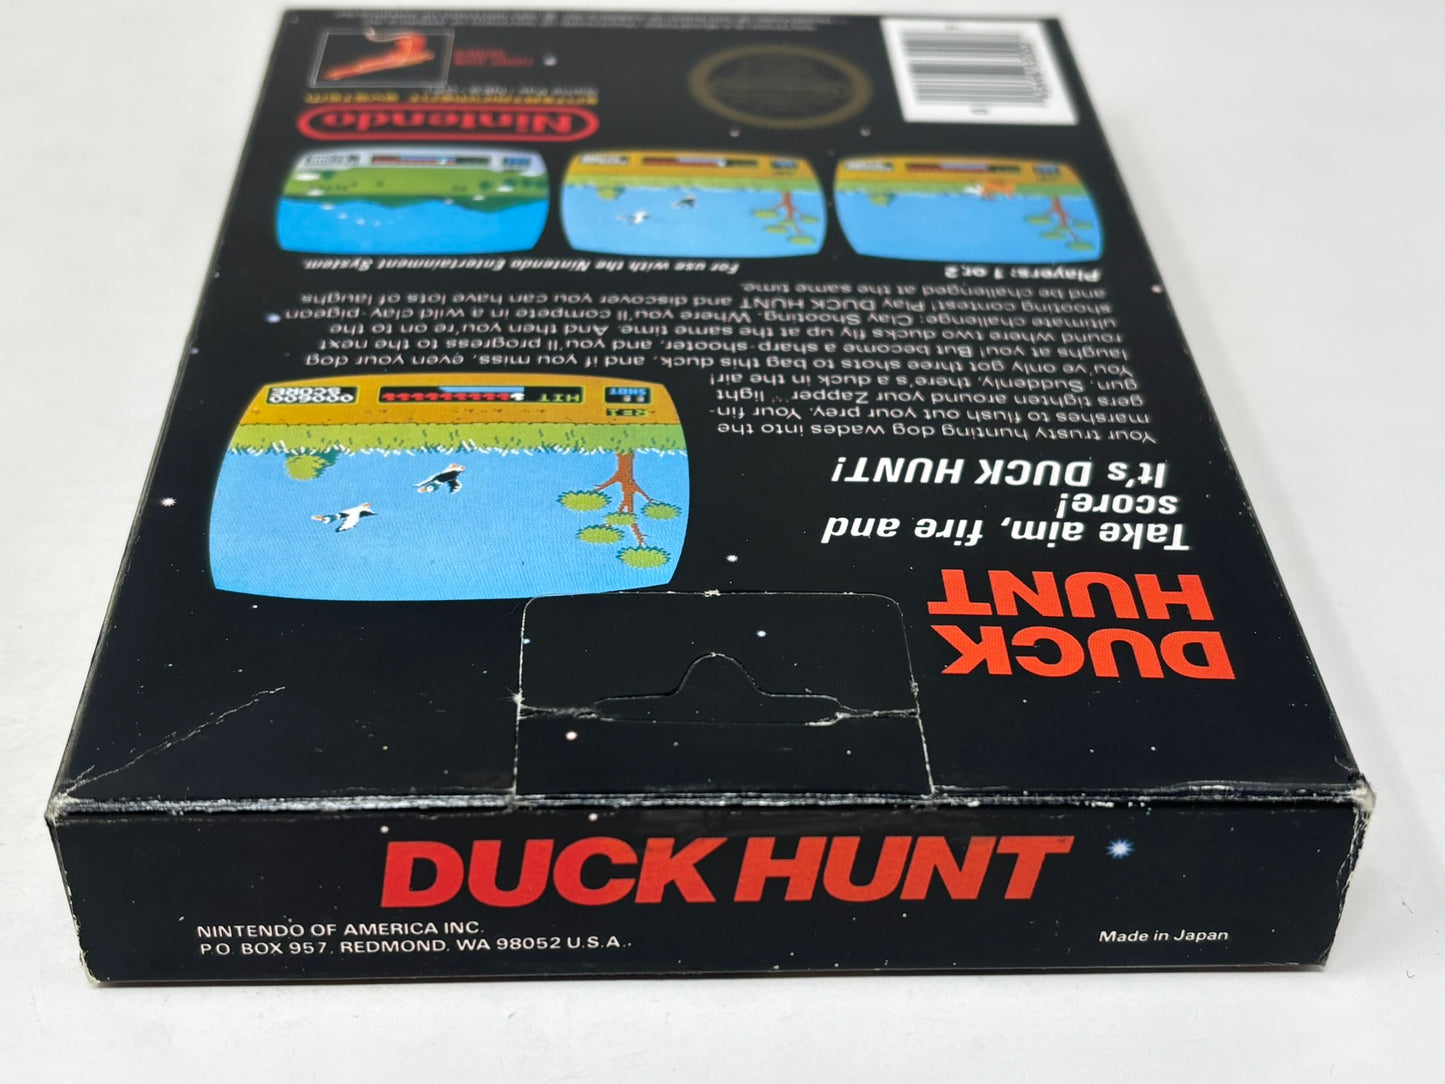 DUCK HUNT
NINTENDO OF AMERICA INC.
P.O. BOX 957, REDMOND, WA 98052 U.S.A.
Made in Japan
DUCK
HUNT
Take aim, fire and
score!
It's DUCK HUNT!
Your trusty hunting dog wades into the
marshes to flush out your prey. Your fin-
gers tighten around your Zapper™ light
gun. Suddenly, there's a duck in the air!
You've only got three shots to bag this duck, and if you miss, even your dog
laughs at you! But become a sharp-shooter, and you'll progress to the next
round where two ducks fly up at the same time. And then you're on to the
ultimate challenge: Clay Shooting. Where you'll compete in a wild clay-pigeon-
shooting contest! Play DUCK HUNT and discover you can have lots of laughs
and be challenged at the same time.
R=1
SHOT
HIT
000600
SCORE
Players: 1 or 2
For use with the Nintendo Entertainment System.
Nintendo
ENTERTAINMENT SYSTEM